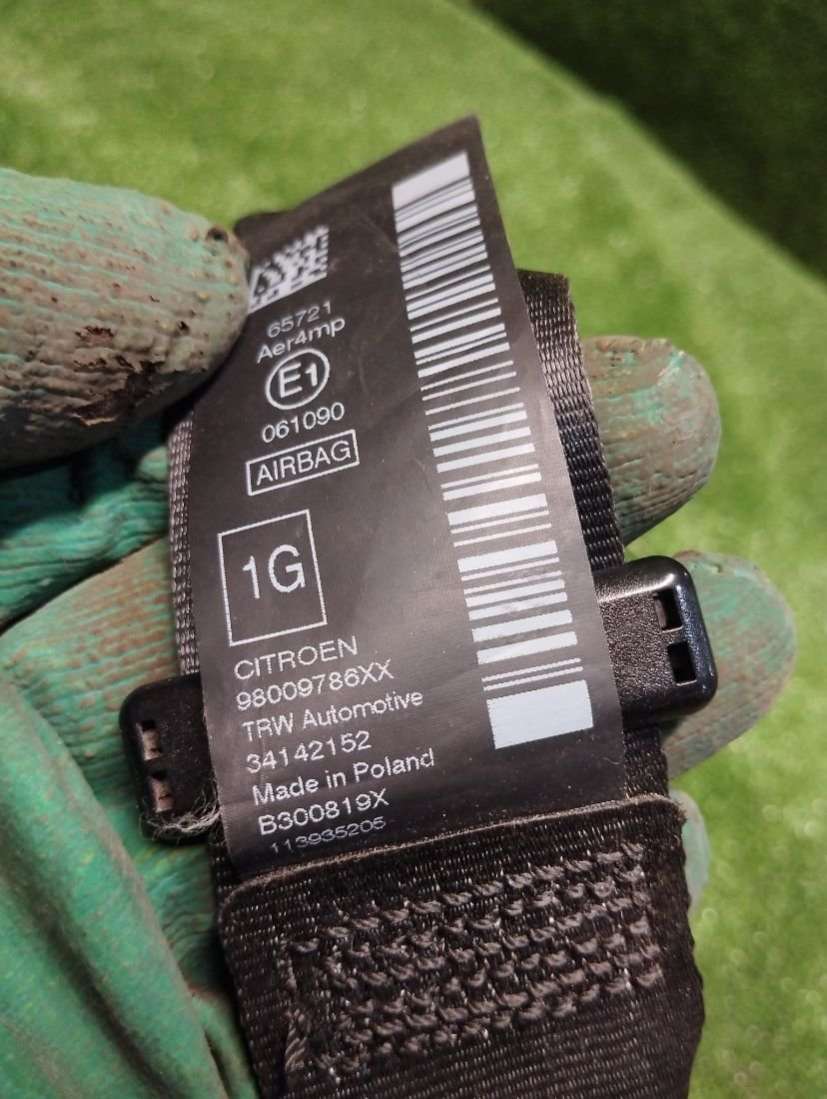 65721
Aer4mp
E1
061090
AIRBAG
1G
CITROEN
98009786XX
TRW Automotive
34142152
Made in Poland
B300819X
113935205